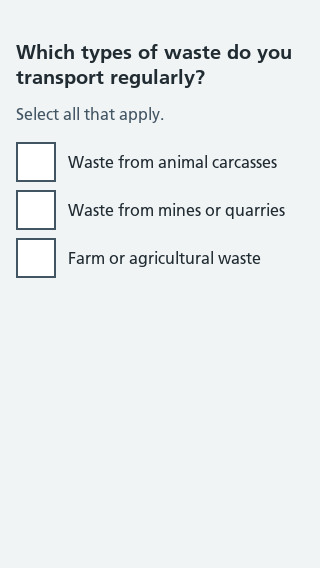 Which types of waste do you
transport regularly?
Select all that apply.
Waste from animal carcasses
Waste from mines or quarries
Farm or agricultural waste